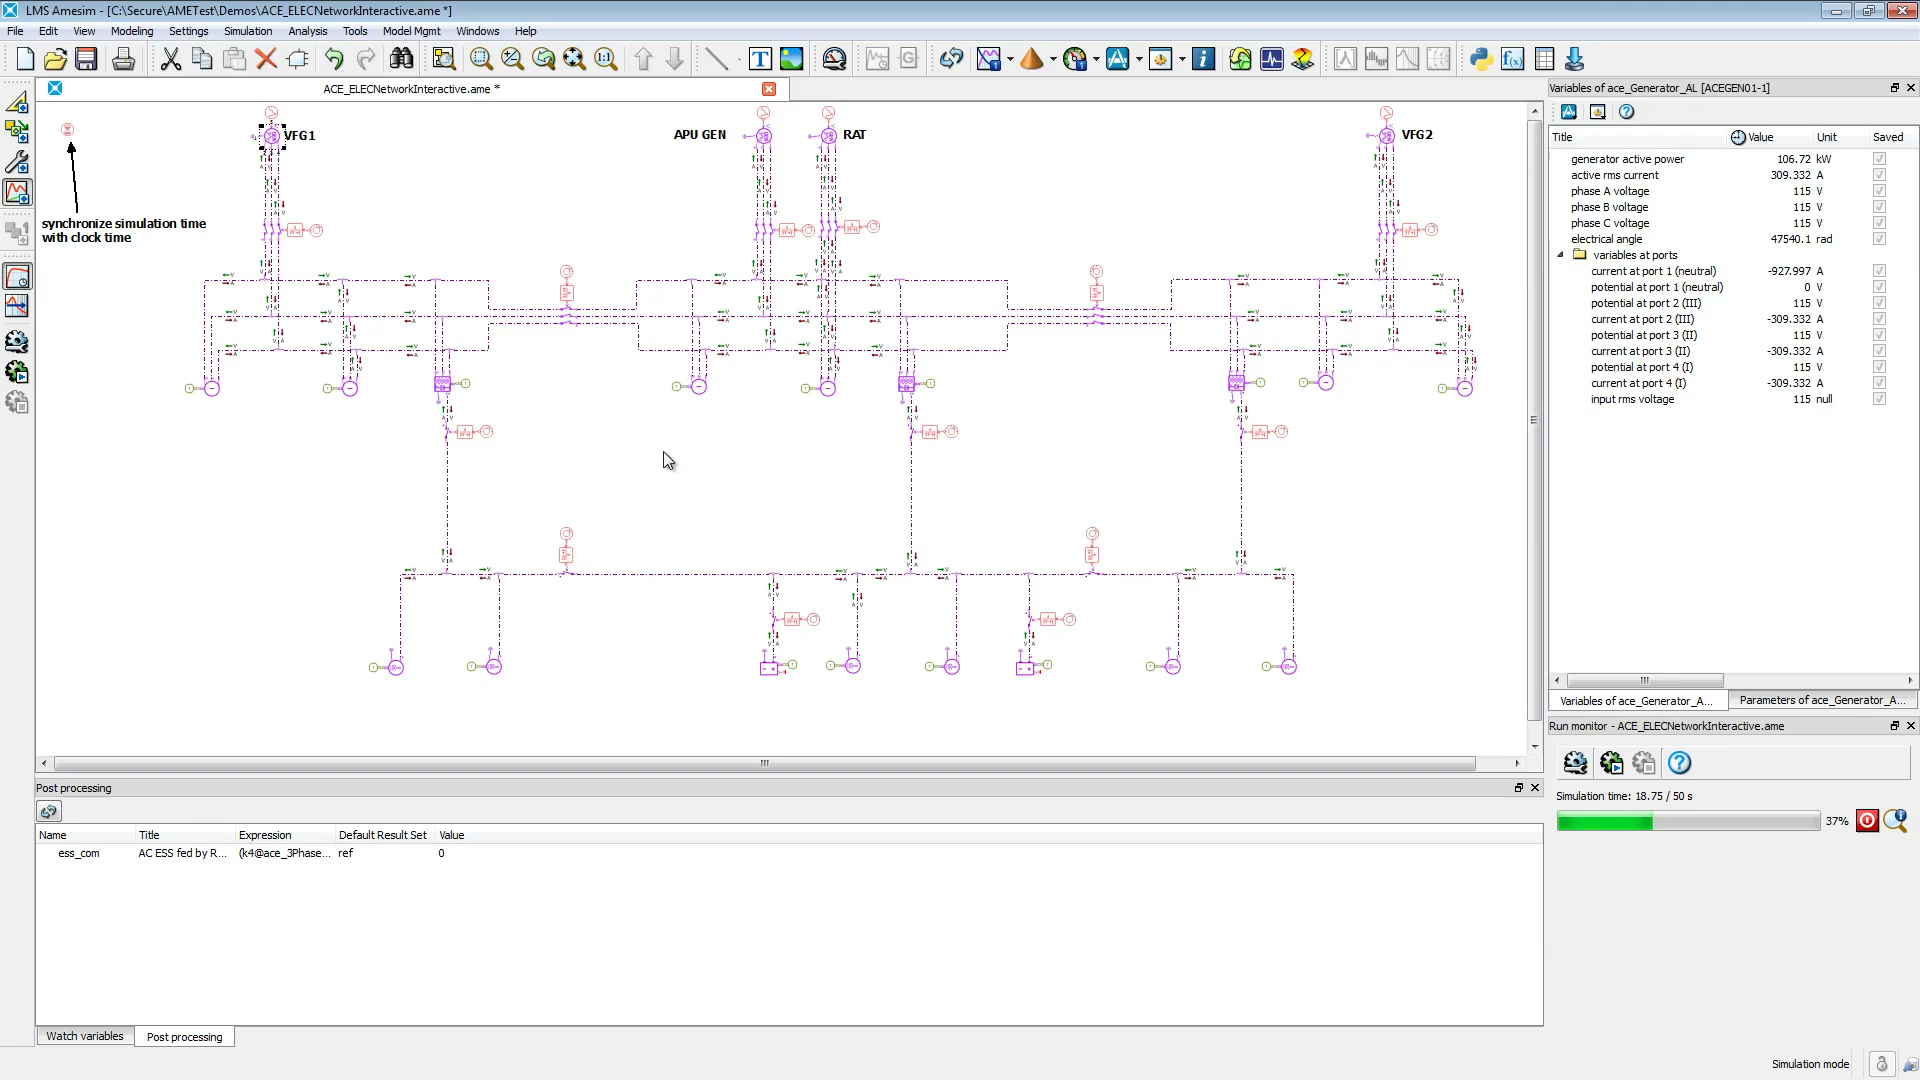 LMS Amesim - [C:\Secure\AMETest\Demos\ACE_ELECNetworkInteractive.ame *]
File Edit View Modeling Settings Simulation Analysis Tools Model Mgmt Windows Help
ACE_ELECNetworkInteractive.ame *
VFG1
APU GEN
RAT
VFG2
synchronize simulation time
with clock time
Variables of ace_Generator_AL [ACEGEN01-1]
Title Value Unit Saved
generator active power 106.72 kW
active rms current 309.332 A
phase A voltage 115 V
phase B voltage 115 V
phase C voltage 115 V
electrical angle 47540.1 rad
variables at ports
current at port 1 (neutral) -927.997 A
potential at port 1 (neutral) 0 V
potential at port 2 (III) 115 V
current at port 2 (III) -309.332 A
potential at port 3 (II) 115 V
current at port 3 (II) -309.332 A
potential at port 4 (I) 115 V
current at port 4 (I) -309.332 A
input rms voltage 115 null
Variables of ace_Generator_A... Parameters of ace_Generator_A...
Run monitor - ACE_ELECNetworkInteractive.ame
Simulation time: 18.75 / 50 s
37%
Post processing
Name Title Expression Default Result Set Value
ess_com AC ESS fed by R... (k4@ace_3Phase... ref 0
Watch variables Post processing
Simulation mode